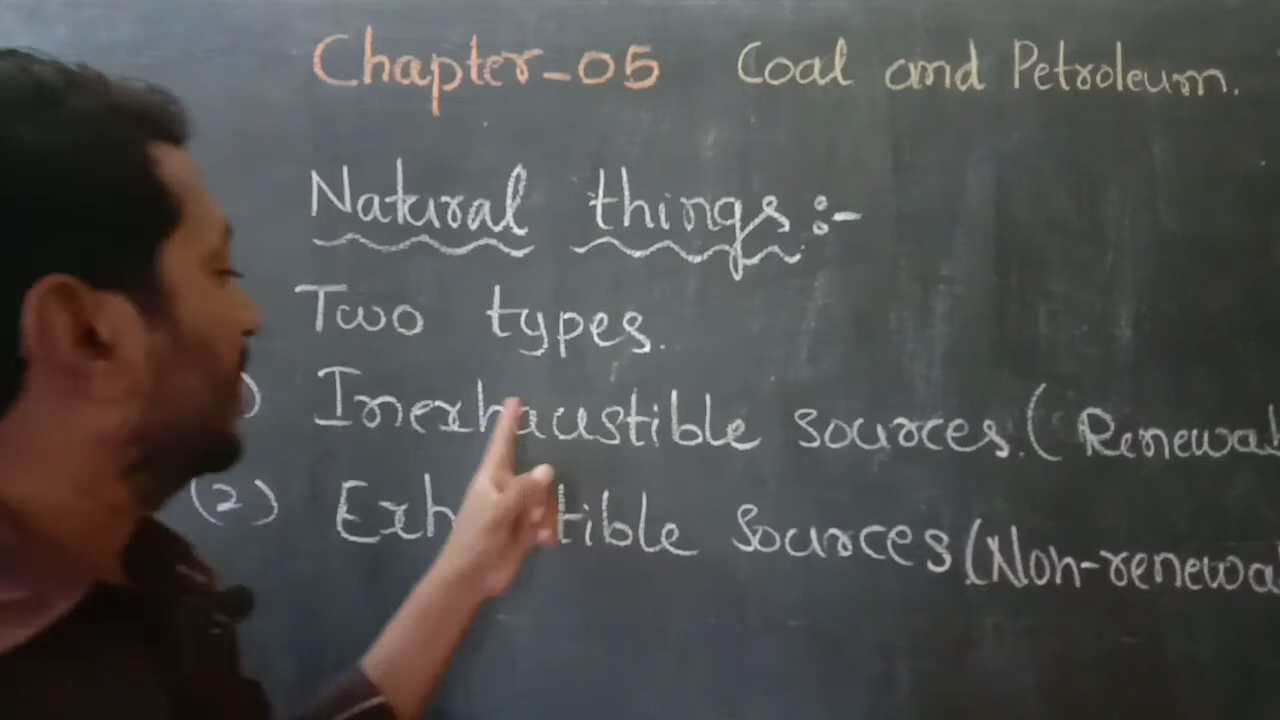 Chapter-05 Coal and Petroleum.
Natural things:-
Two types.
) Inexhaustible sources. (Renewab
(2) Exh tible Sources (Non-renewa